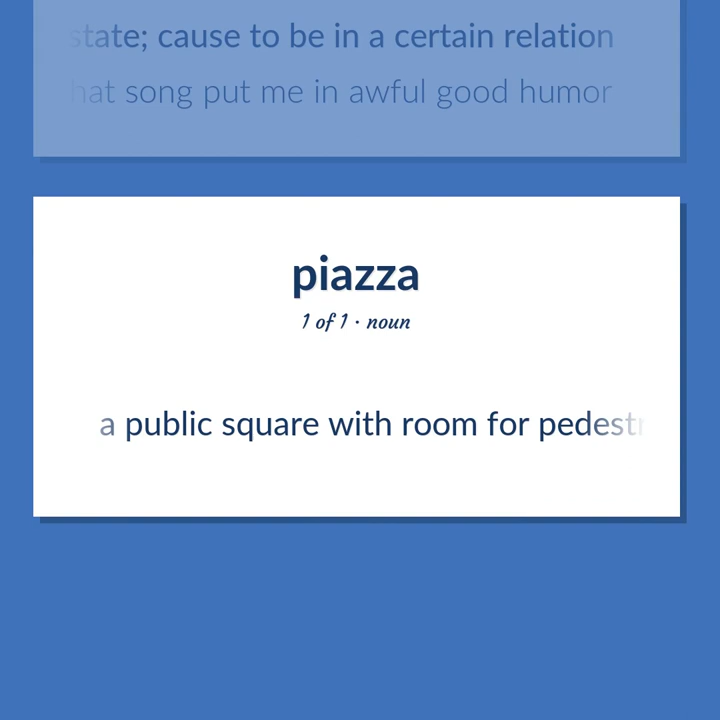 state; cause to be in a certain relation
hat song put me in awful good humor
piazza
1 of 1 · noun
a public square with room for pedestr